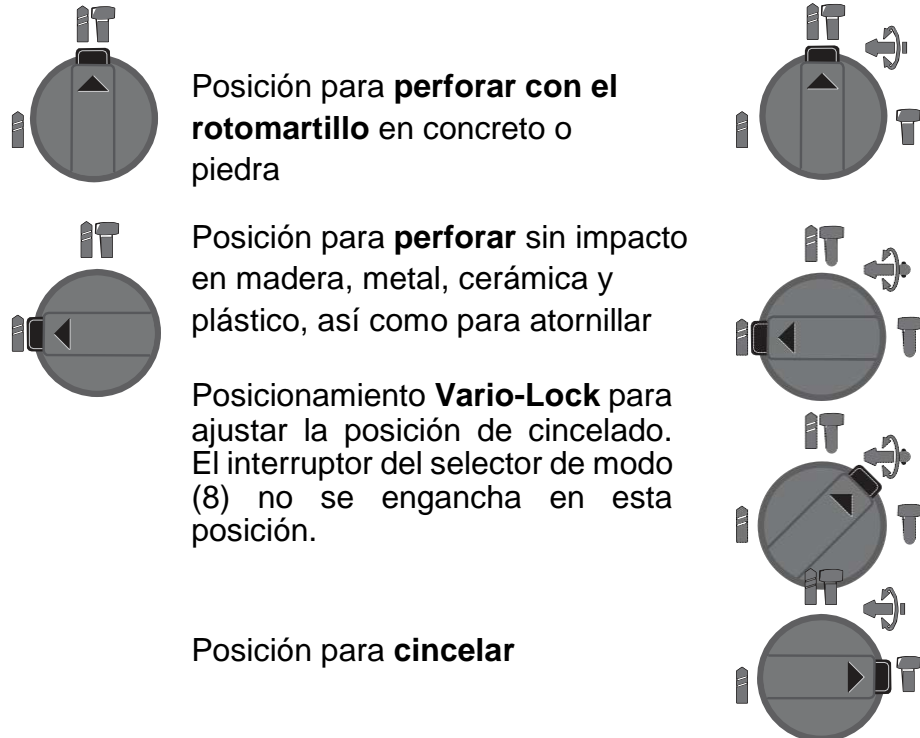 Posición para perforar con el
rotomartillo en concreto o
piedra
Posición para perforar sin impacto
en madera, metal, cerámica y
plástico, así como para atornillar
Posicionamiento Vario-Lock para
ajustar la posición de cincelado.
El interruptor del selector de modo
(8) no se engancha en esta
posición.
Posición para cincelar